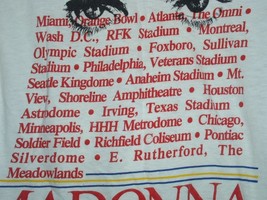 Miami, Orange Bowl • Atlanta, The Omni •
Wash D.C., RFK Stadium • Montreal,
Olympic Stadium • Foxboro, Sullivan
Stadium • Philadelphia, Veterans Stadium •
Seatle Kingdome • Anaheim Stadium • Mt.
View, Shoreline Amphitheatre • Houston
Astrodome • Irving, Texas Stadium •
Minneapolis, HHH Metrodome • Chicago,
Soldier Field • Richfield Coliseum • Pontiac
Silverdome • E. Rutherford, The
Meadowlands
MADONNA